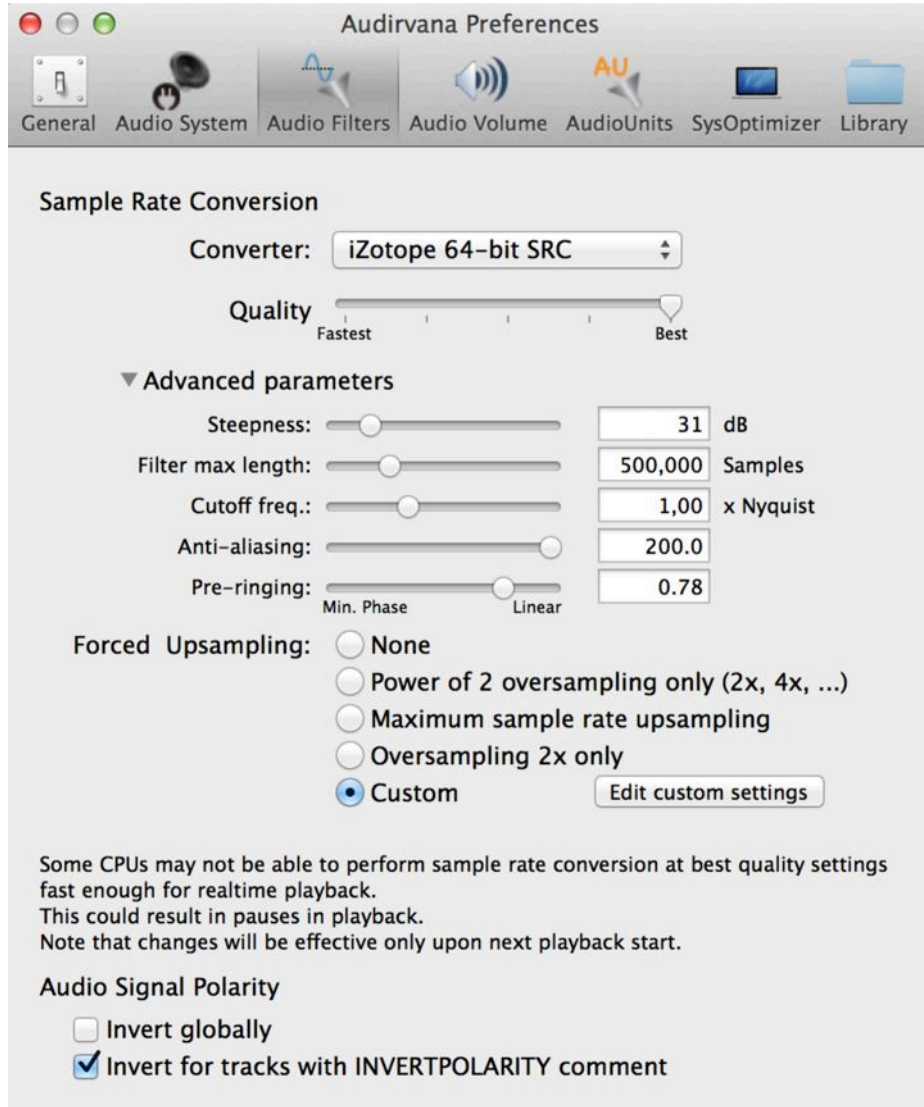 Audirvana Preferences
AU
General Audio System Audio Filters Audio Volume AudioUnits SysOptimizer Library
Sample Rate Conversion
Converter: iZotope 64-bit SRC
Quality
Fastest Best
Advanced parameters
Steepness: 31 dB
Filter max length: 500,000 Samples
Cutoff freq.: 1,00 x Nyquist
Anti-aliasing: 200.0
Pre-ringing: 0.78
Min. Phase Linear
Forced Upsampling: None
Power of 2 oversampling only (2x, 4x, ...)
Maximum sample rate upsampling
Oversampling 2x only
Custom Edit custom settings
Some CPUs may not be able to perform sample rate conversion at best quality settings
fast enough for realtime playback.
This could result in pauses in playback.
Note that changes will be effective only upon next playback start.
Audio Signal Polarity
Invert globally
Invert for tracks with INVERTPOLARITY comment